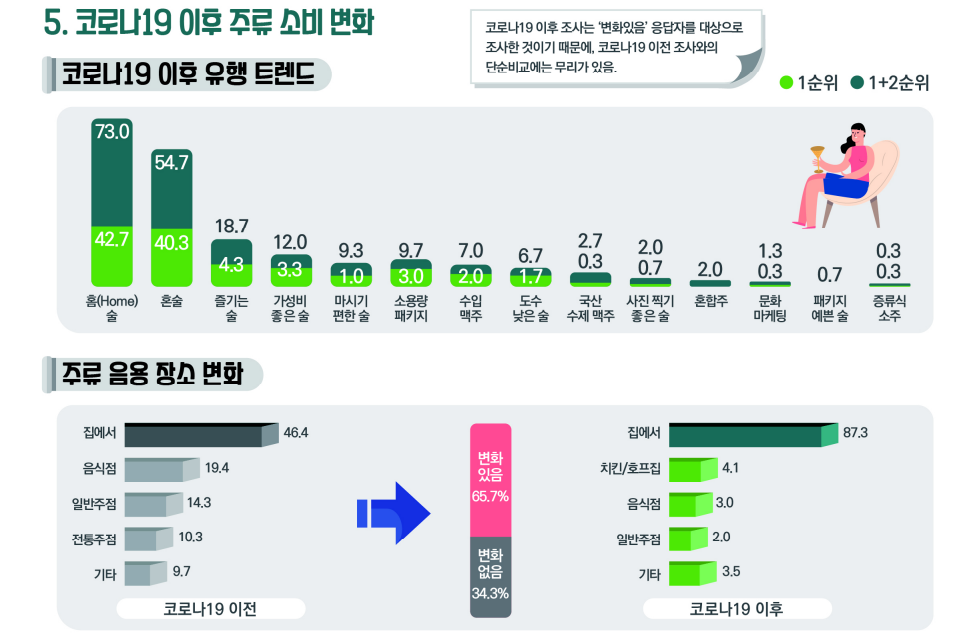 5. 코로나19 이후 주류 소비 변화
코로나19 이후 조사는 ‘변화있음’ 응답자를 대상으로
조사한 것이기 때문에, 코로나19 이전 조사와의
단순비교에는 무리가 있음.
코로나19 이후 유행 트렌드
1순위 1+2순위
73.0 54.7 18.7 12.0 9.3 9.7 7.0 6.7 2.7 2.0 2.0 1.3 0.7 0.3
42.7 40.3 4.3 3.3 1.0 3.0 2.0 1.7 0.3 0.7 0.3 0.3
홈(Home) 혼술 즐기는 가성비 마시기 소용량 수입 도수 국산 사진 찍기 혼합주 문화 패키지 증류식
술 술 좋은 술 편한 술 패키지 맥주 낮은 술 수제 맥주 좋은 술 마케팅 예쁜 술 소주
주류 음용 장소 변화
집에서 46.4
음식점 19.4
일반주점 14.3
전통주점 10.3
기타 9.7
코로나19 이전
변화
있음
65.7%
변화
없음
34.3%
집에서 87.3
치킨/호프집 4.1
음식점 3.0
일반주점 2.0
기타 3.5
코로나19 이후